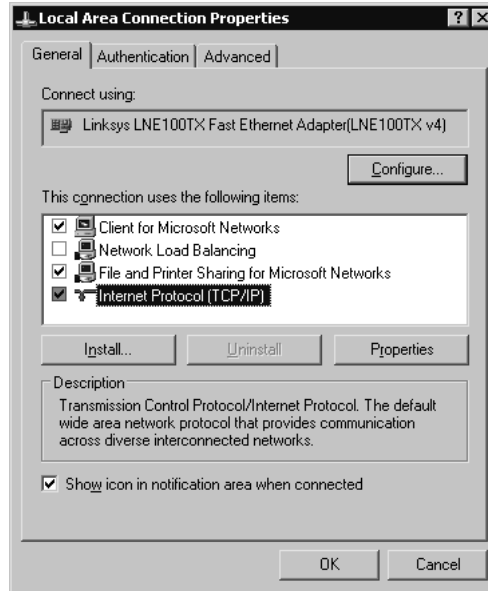 Local Area Connection Properties
General Authentication Advanced
Connect using:
Linksys LNE100TX Fast Ethernet Adapter(LNE100TX v4)
Configure...
This connection uses the following items:
Client for Microsoft Networks
Network Load Balancing
File and Printer Sharing for Microsoft Networks
Internet Protocol (TCP/IP)
Install... Uninstall Properties
Description
Transmission Control Protocol/Internet Protocol. The default
wide area network protocol that provides communication
across diverse interconnected networks.
Show icon in notification area when connected
OK Cancel